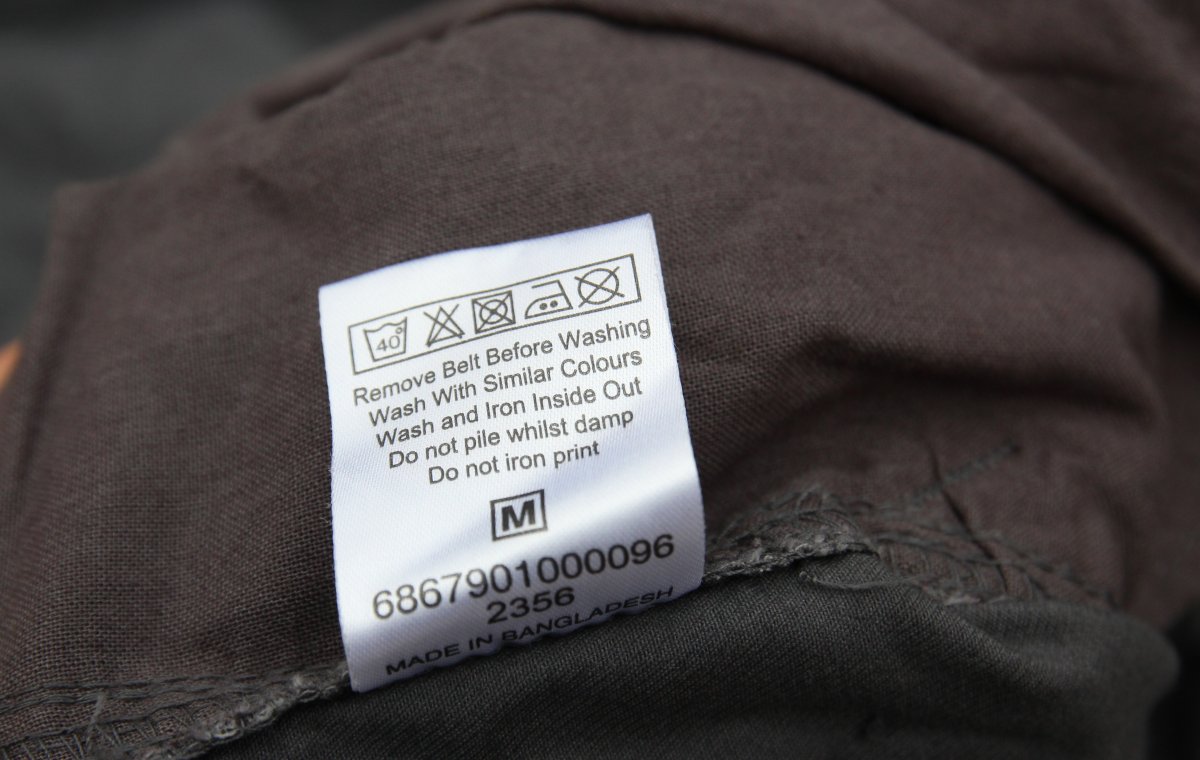 40°
Remove Belt Before Washing
Wash With Similar Colours
Wash and Iron Inside Out
Do not pile whilst damp
Do not iron print
M
6867901000096
2356
MADE IN BANGLADESH